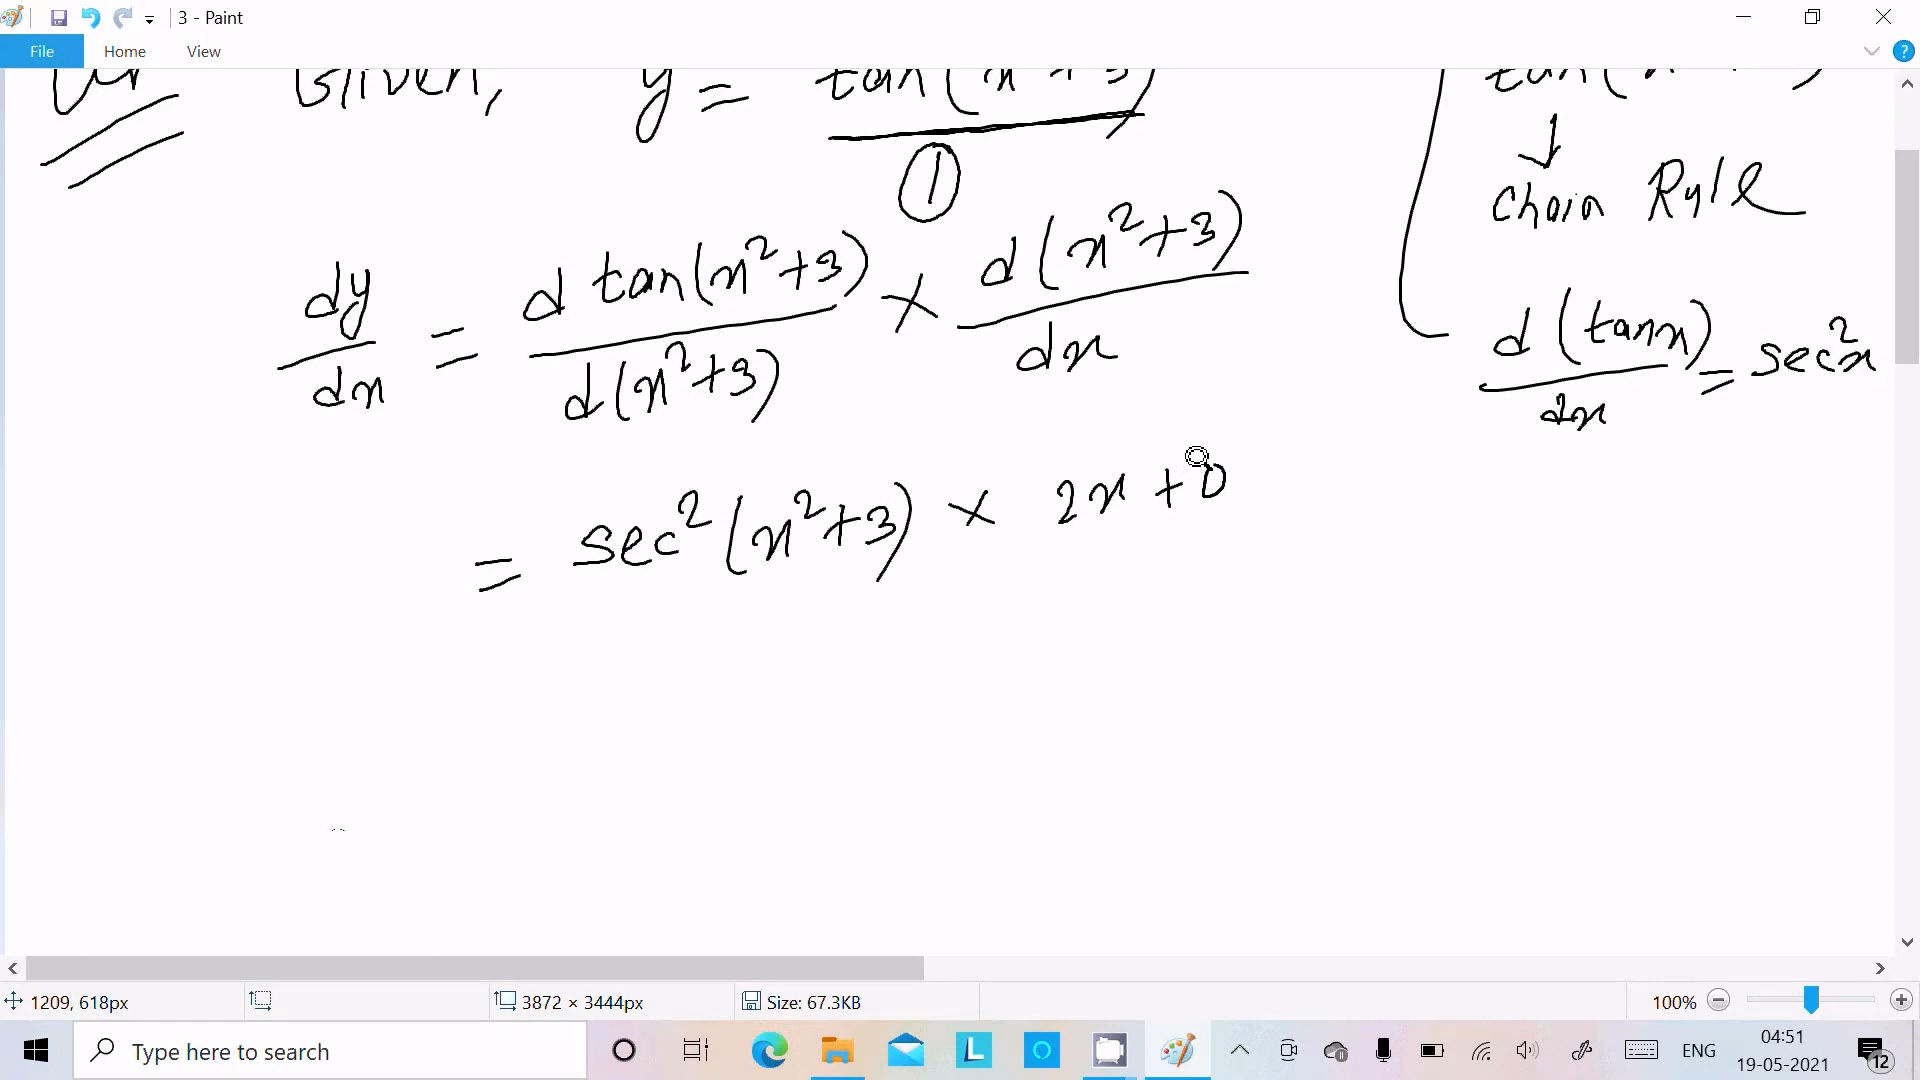 3 - Paint
File Home View
Given, y = tan(x²+3)
①
Chain Rule
dy/dx = d tan(x²+3)/d(x²+3) × d(x²+3)/dx
d(tanx)/dx = sec²x
= sec²(x²+3) × 2x + 0
1209, 618px 3872 × 3444px Size: 67.3KB 100%
Type here to search
L
ENG
04:51
19-05-2021
12